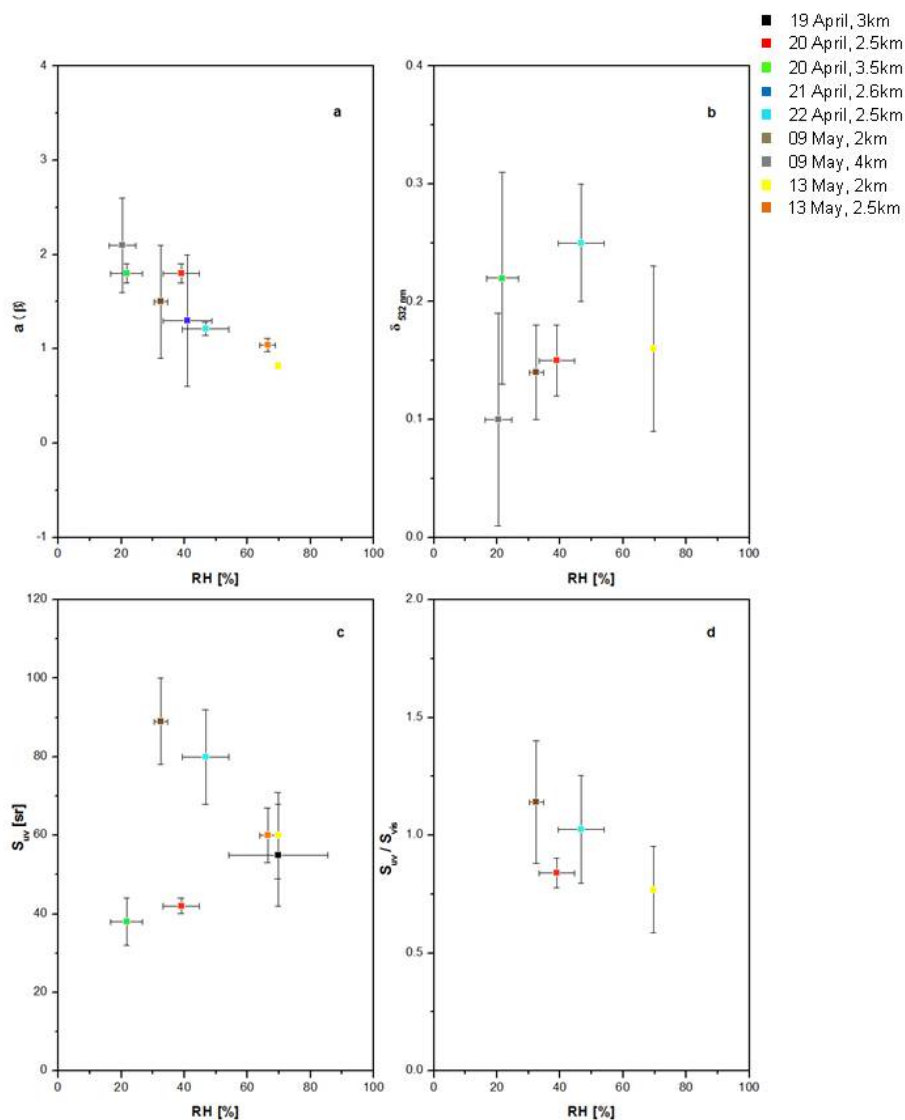 19 April, 3km
20 April, 2.5km
20 April, 3.5km
21 April, 2.6km
22 April, 2.5km
09 May, 2km
09 May, 4km
13 May, 2km
13 May, 2.5km
a
4
3
2
1
0
-1
a (β)
0 20 40 60 80 100
RH [%]
b
0.4
0.3
0.2
0.1
0.0
δ 532 nm
0 20 40 60 80 100
RH [%]
c
120
100
80
60
40
20
0
S uv [sr]
0 20 40 60 80 100
RH [%]
d
2.0
1.5
1.0
0.5
0.0
S uv / S vis
0 20 40 60 80 100
RH [%]